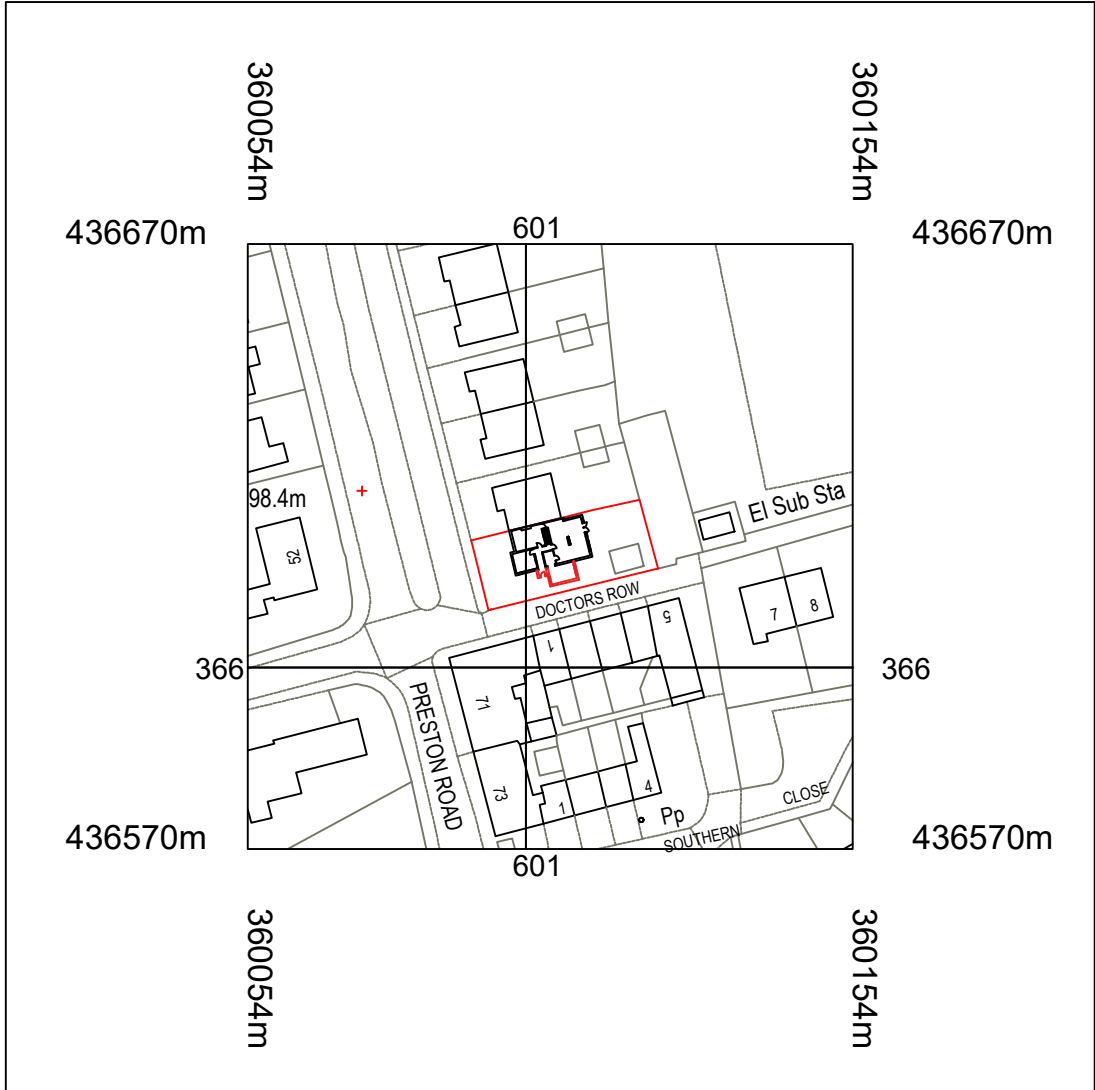 360054m
360154m
436670m
601
436670m
98.4m
El Sub Sta
52
DOCTORS ROW
1
5
7
8
366
366
71
PRESTON ROAD
73
1
4
Pp
CLOSE
SOUTHERN
436570m
601
436570m
360054m
360154m